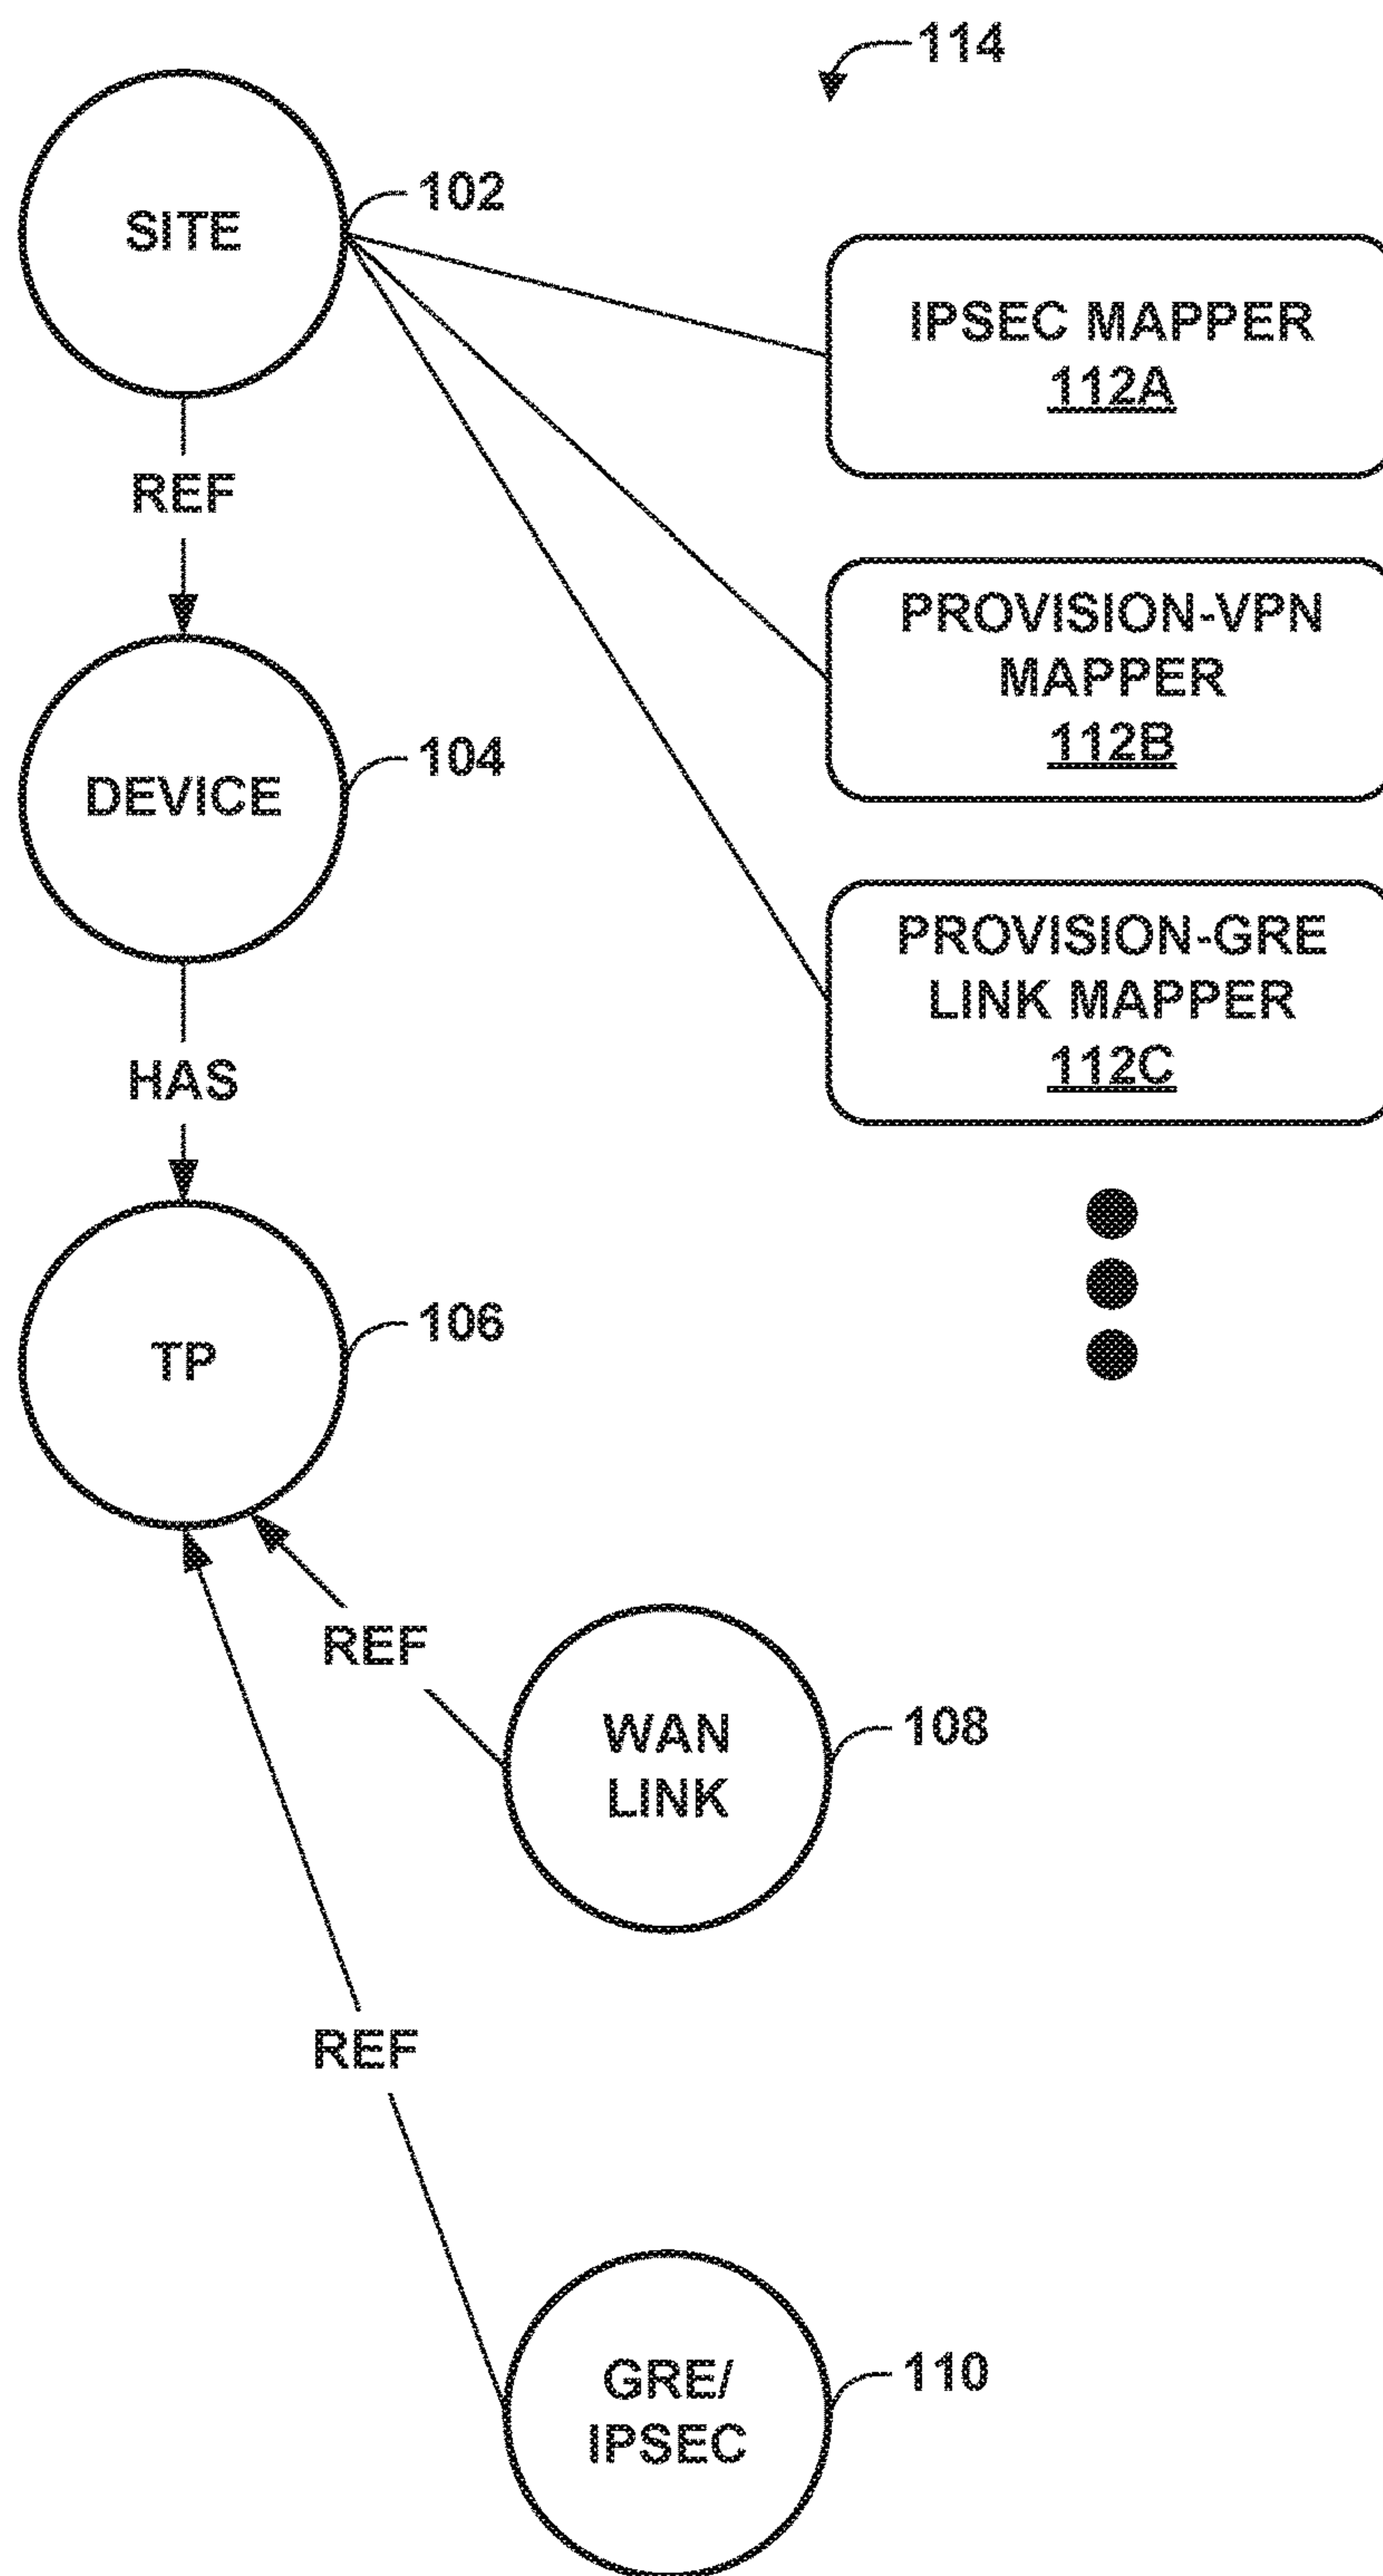 114
102
SITE
IPSEC MAPPER
112A
REF
PROVISION-VPN
MAPPER
112B
104
DEVICE
PROVISION-GRE
LINK MAPPER
112C
HAS
106
TP
REF
WAN
LINK
108
REF
GRE/
IPSEC
110